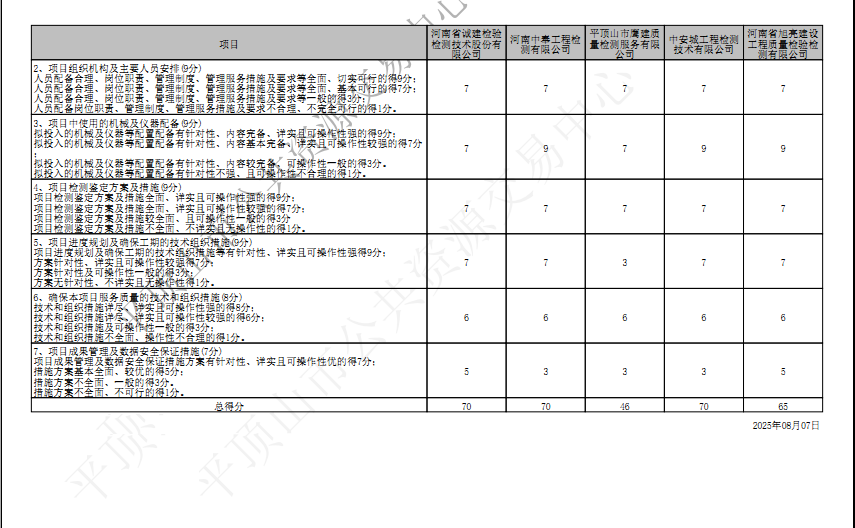 项目
河南省诚建检验
检测技术股份有
限公司
河南中奉工程检
测有限公司
平顶山市鹰建质
量检测服务有限
公司
中安城工程检测
技术有限公司
河南省旭亮建设
工程质量检验检
测有限公司
2、项目组织机构及主要人员安排(9分)
人员配备合理、岗位职责、管理制度、管理服务措施及要求等全面、切实可行的得9分；
人员配备合理、岗位职责、管理制度、管理服务措施及要求等全面、基本可行的得7分；
人员配备合理、岗位职责、管理制度、管理服务措施及要求等一般的得3分；
人员配备岗位职责、管理制度、管理服务措施及要求不合理、不完全可行的得1分。
7 7 7 7 7
3、项目中使用的机械及仪器配备(9分)
拟投入的机械及仪器等配置配备有针对性、内容完备、详实且可操作性强的得9分；
拟投入的机械及仪器等配置配备有针对性、内容基本完备、详实且可操作性较强的得7分
；
拟投入的机械及仪器等配置配备有针对性、内容较完备、可操作性一般的得3分。
拟投入的机械及仪器等配置配备有针对性不强、且可操作性不合理的得1分。
7 9 7 9 9
4、项目检测鉴定方案及措施(9分)
项目检测鉴定方案及措施全面、详实且可操作性强的得9分；
项目检测鉴定方案及措施全面、详实且可操作性较强的得7分；
项目检测鉴定方案及措施较全面、且可操作性一般的得3分
项目检测鉴定方案及措施不全面、不详实且无操作性的得1分。
7 7 7 7 7
5、项目进度规划及确保工期的技术组织措施(9分)
项目进度规划及确保工期的技术组织措施等有针对性、详实且可操作性强得9分；
方案针对性、详实且可操作性较强得7分；
方案针对性及可操作性一般的得3分；
方案无针对性、不详实且无操作性得1分。
7 7 3 7 7
6、确保本项目服务质量的技术和组织措施(8分)
技术和组织措施详尽、详实且可操作性强的得8分；
技术和组织措施详尽、详实且可操作性较强的得6分；
技术和组织措施及可操作性一般的得3分；
技术和组织措施不全面、操作性不合理的得1分。
6 6 6 6 6
7、项目成果管理及数据安全保证措施(7分)
项目成果管理及数据安全保证措施方案有针对性、详实且可操作性优的得7分；
措施方案基本全面、较优的得5分；
措施方案不全面、一般的得3分。
措施方案不全面、不可行的得1分。
5 3 3 3 5
总得分 70 70 46 70 65
2025年08月07日
平顶山市公共资源交易中心